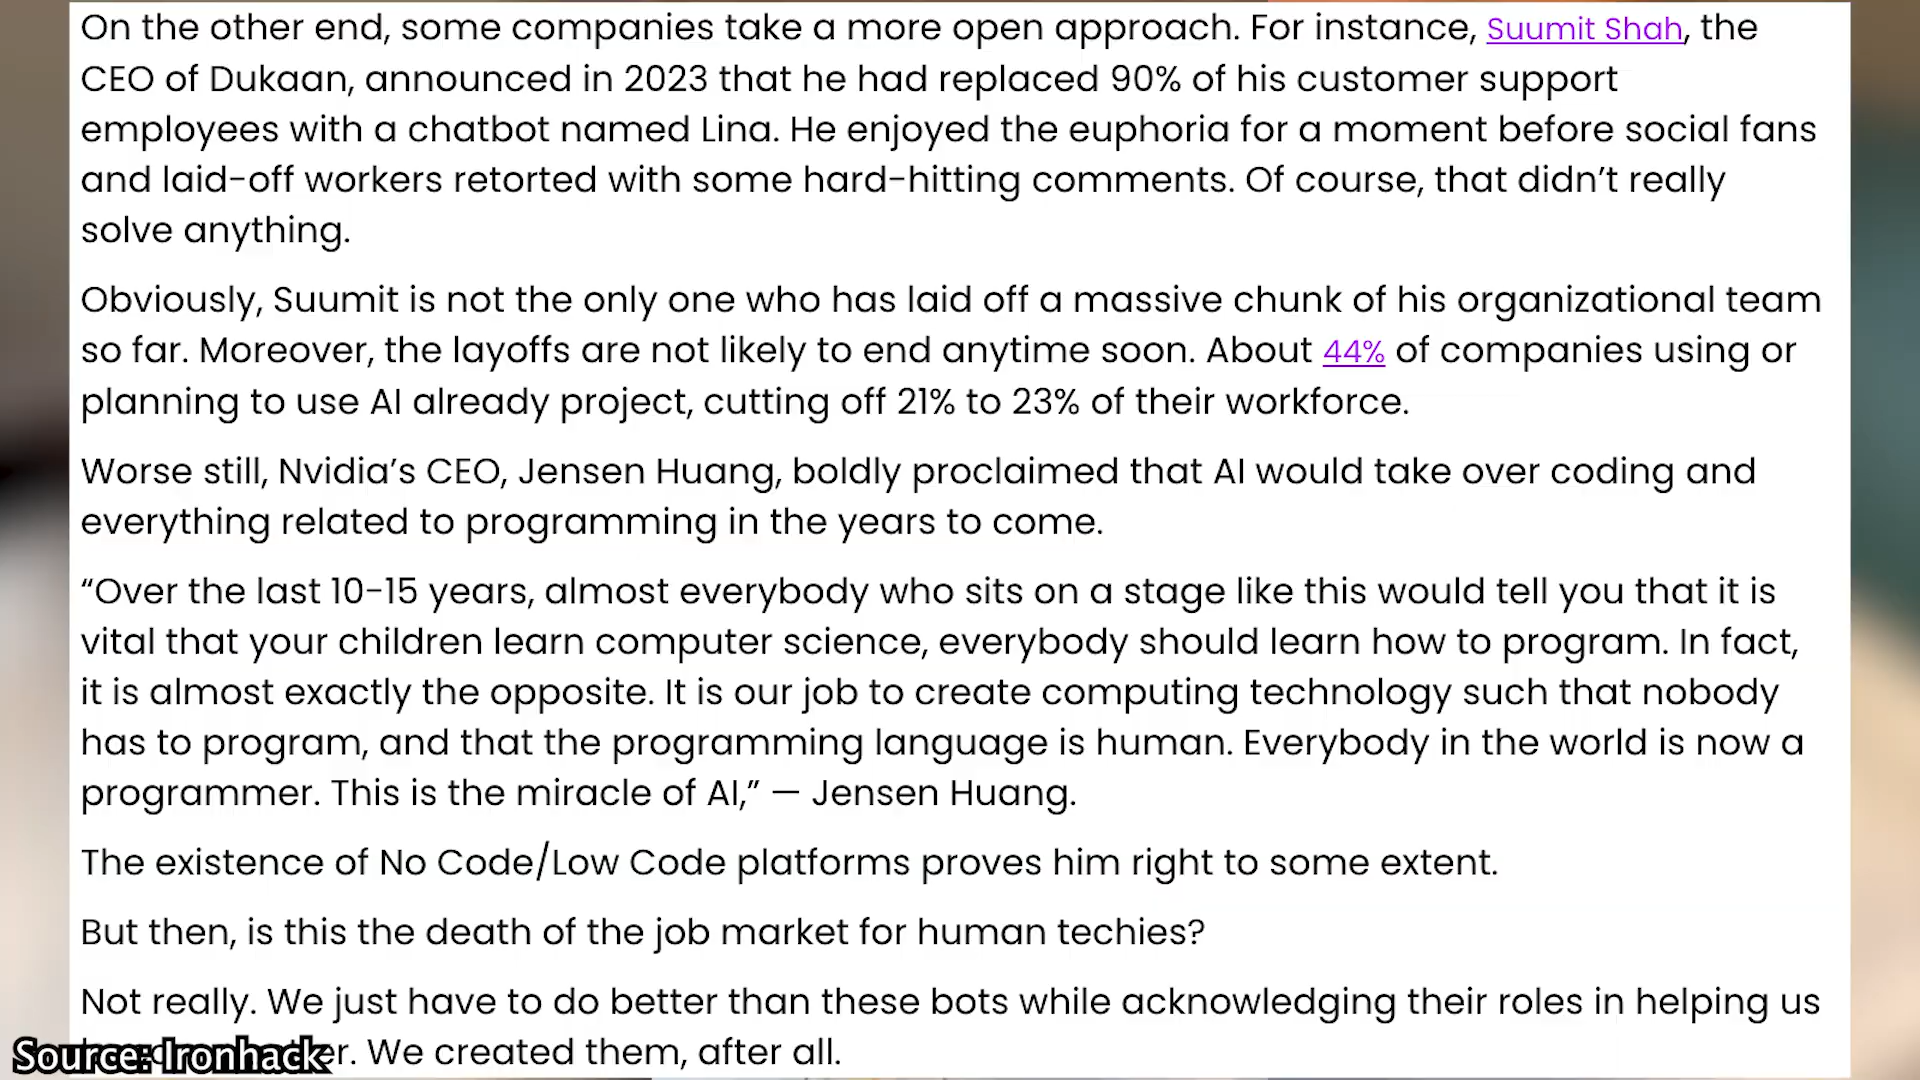 On the other end, some companies take a more open approach. For instance, Suumit Shah, the
CEO of Dukaan, announced in 2023 that he had replaced 90% of his customer support
employees with a chatbot named Lina. He enjoyed the euphoria for a moment before social fans
and laid-off workers retorted with some hard-hitting comments. Of course, that didn’t really
solve anything.
Obviously, Suumit is not the only one who has laid off a massive chunk of his organizational team
so far. Moreover, the layoffs are not likely to end anytime soon. About 44% of companies using or
planning to use AI already project, cutting off 21% to 23% of their workforce.
Worse still, Nvidia’s CEO, Jensen Huang, boldly proclaimed that AI would take over coding and
everything related to programming in the years to come.
“Over the last 10-15 years, almost everybody who sits on a stage like this would tell you that it is
vital that your children learn computer science, everybody should learn how to program. In fact,
it is almost exactly the opposite. It is our job to create computing technology such that nobody
has to program, and that the programming language is human. Everybody in the world is now a
programmer. This is the miracle of AI,” — Jensen Huang.
The existence of No Code/Low Code platforms proves him right to some extent.
But then, is this the death of the job market for human techies?
Not really. We just have to do better than these bots while acknowledging their roles in helping us
We created them, after all.
Source: Ironhack